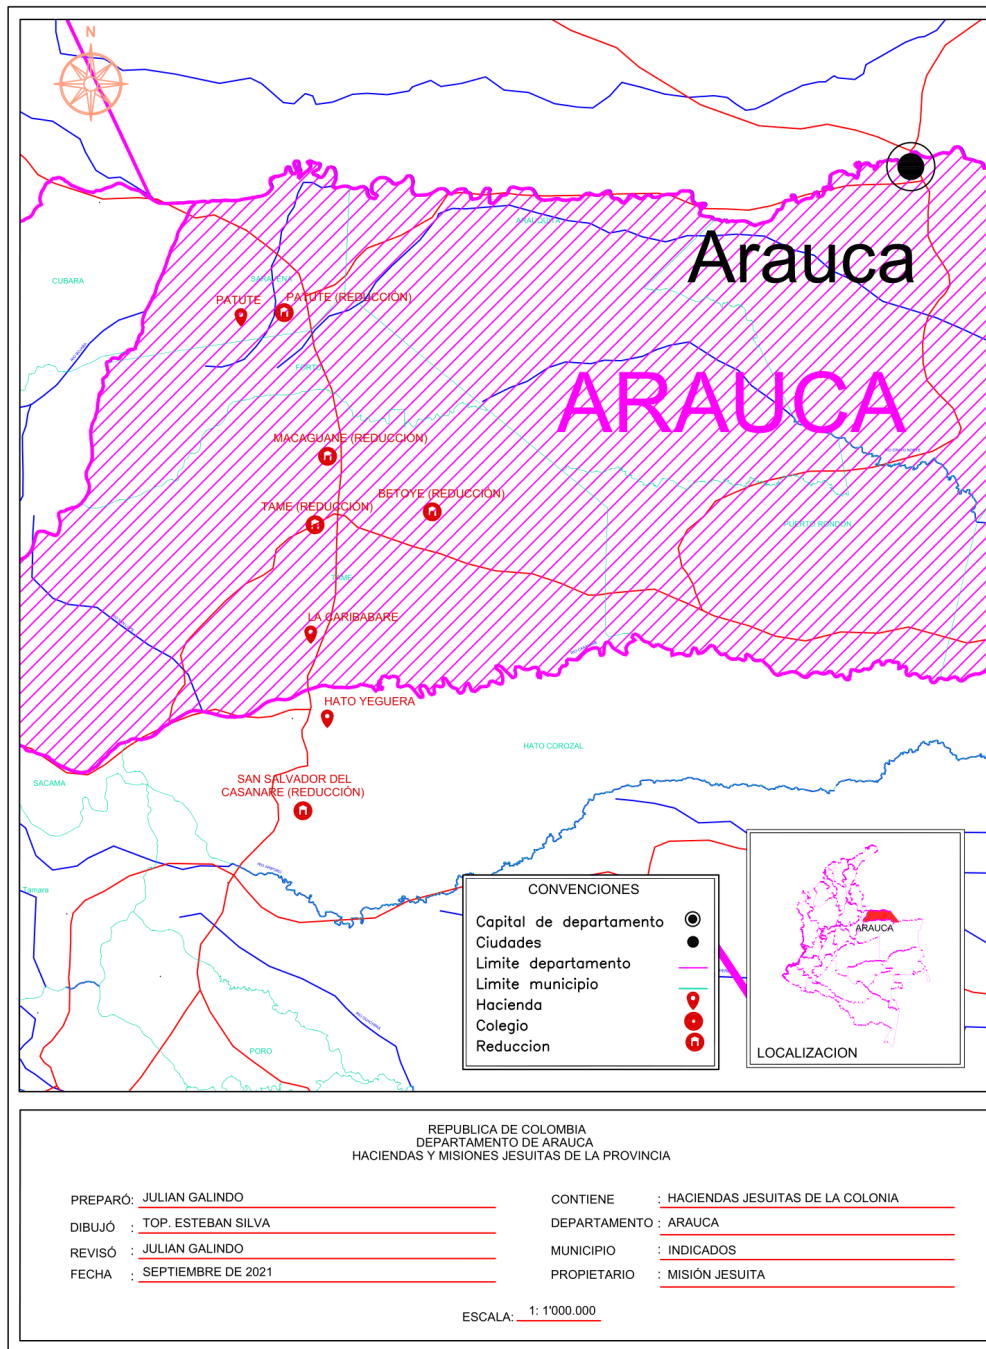 N
Arauca
ARAUCA
ARAUQUITA
CUBARA
SARAVENA
PATUTE
PATUTE (REDUCCIÓN)
FORTUL
MACAGUANE (REDUCCIÓN)
BETOYE (REDUCCIÓN)
TAME (REDUCCIÓN)
PUERTO RONDON
TAME
LA CARIBABARE
HATO YEGUERA
HATO COROZAL
SACAMA
SAN SALVADOR DEL
CASANARE (REDUCCIÓN)
Tamara
PORO
CONVENCIONES
Capital de departamento
Ciudades
Limite departamento
Limite municipio
Hacienda
Colegio
Reduccion
ARAUCA
LOCALIZACION
REPUBLICA DE COLOMBIA
DEPARTAMENTO DE ARAUCA
HACIENDAS Y MISIONES JESUITAS DE LA PROVINCIA
PREPARÓ: JULIAN GALINDO
DIBUJÓ : TOP. ESTEBAN SILVA
REVISÓ : JULIAN GALINDO
FECHA : SEPTIEMBRE DE 2021
CONTIENE : HACIENDAS JESUITAS DE LA COLONIA
DEPARTAMENTO : ARAUCA
MUNICIPIO : INDICADOS
PROPIETARIO : MISIÓN JESUITA
ESCALA: 1: 1'000.000